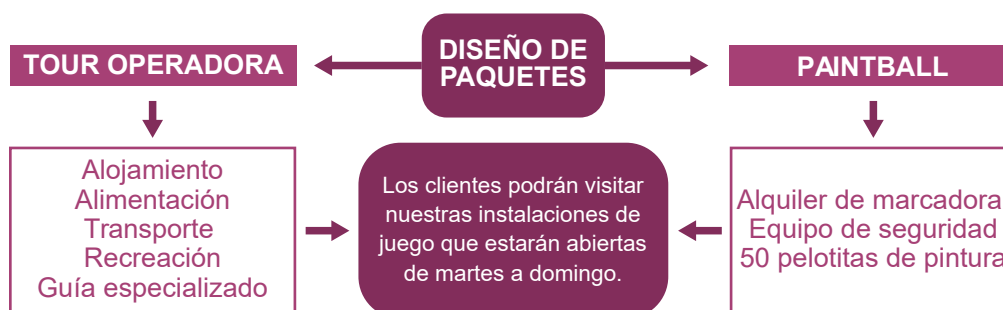 DISEÑO DE
PAQUETES
TOUR OPERADORA
PAINTBALL
Alojamiento
Alimentación
Transporte
Recreación
Guía especializado
Los clientes podrán visitar
nuestras instalaciones de
juego que estarán abiertas
de martes a domingo.
Alquiler de marcadora
Equipo de seguridad
50 pelotitas de pintura